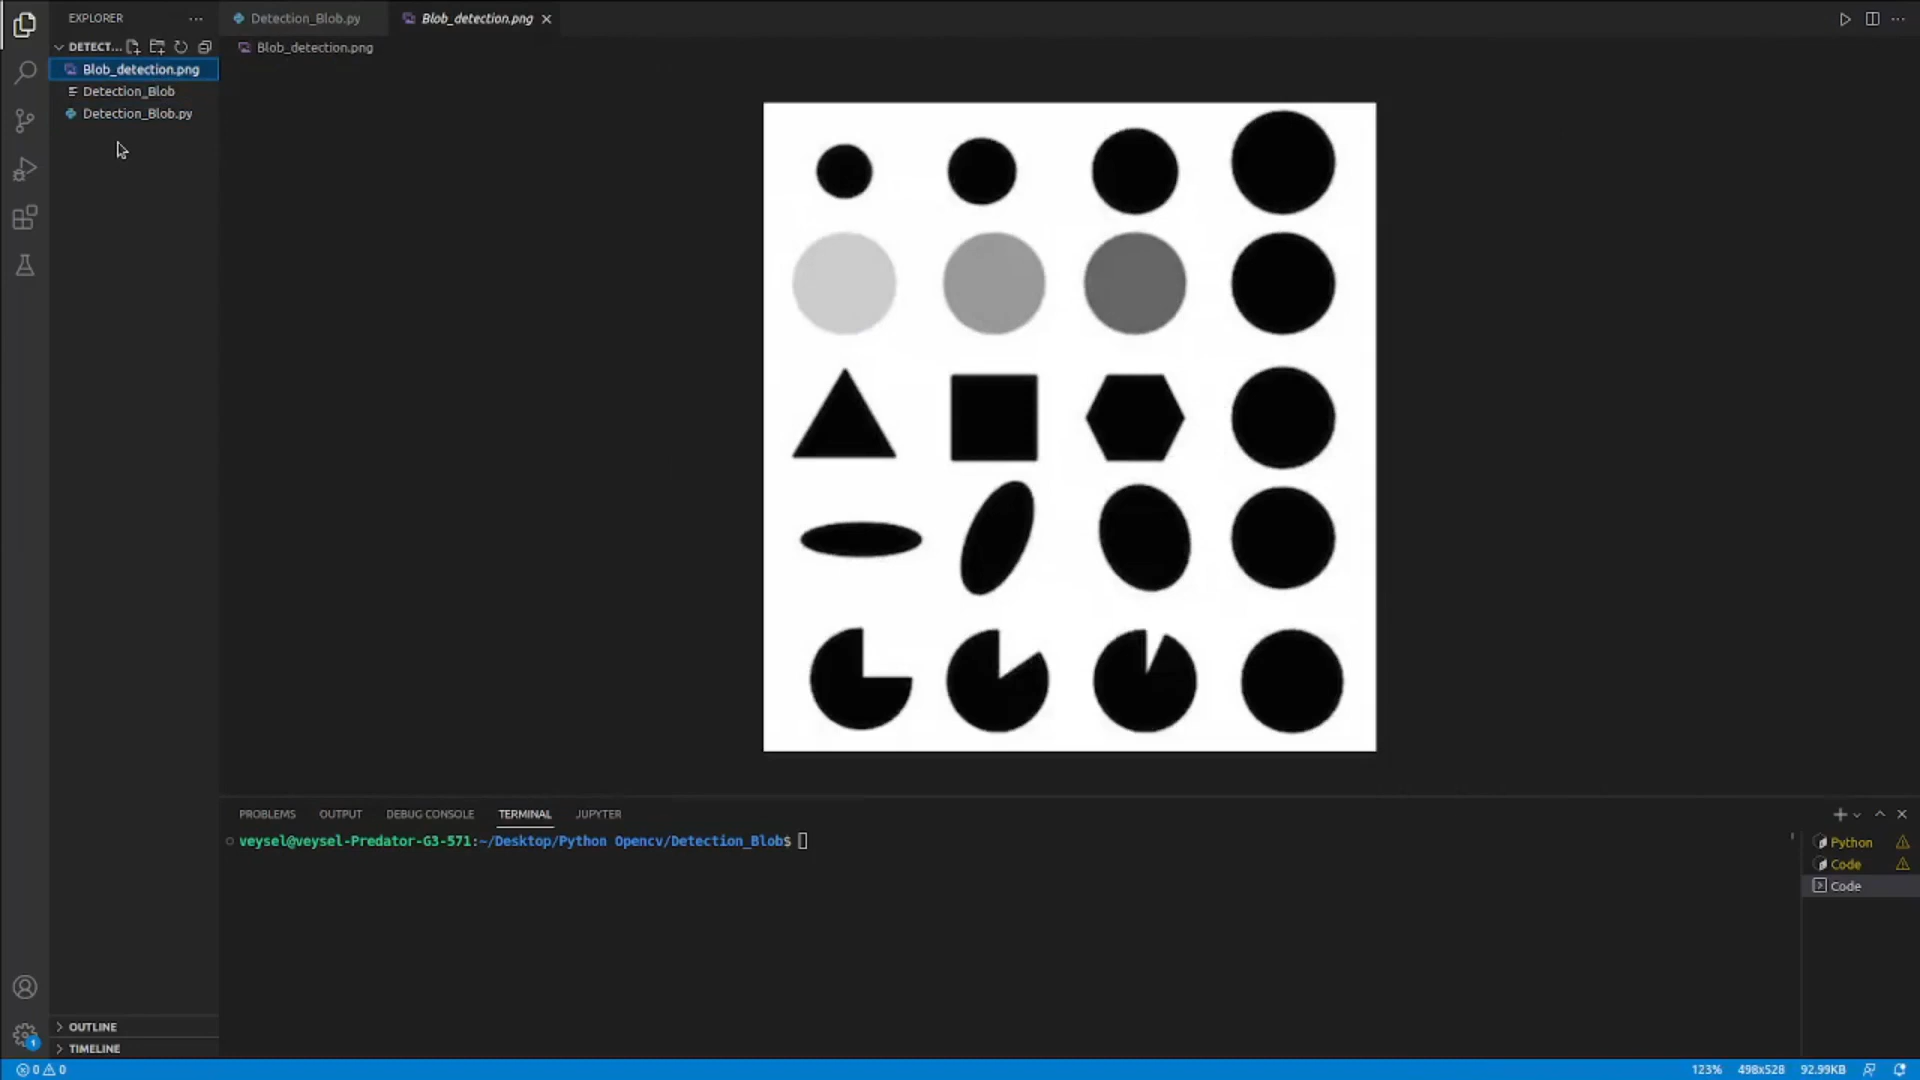 EXPLORER
DETECT...
Blob_detection.png
Detection_Blob
Detection_Blob.py
Detection_Blob.py
Blob_detection.png
Blob_detection.png
PROBLEMS OUTPUT DEBUG CONSOLE TERMINAL JUPYTER
veysel@veysel-Predator-G3-571:~/Desktop/Python Opencv/Detection_Blob$
Python
Code
Code
OUTLINE
TIMELINE
1
0 0
123% 498x528 92.99KB